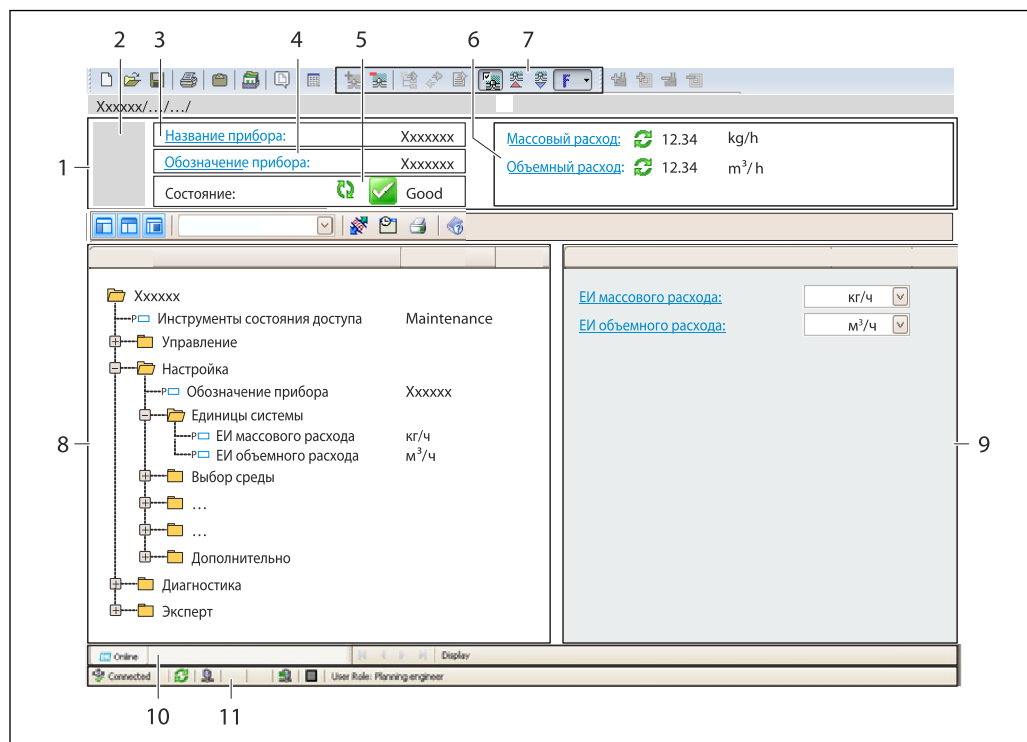 2 3 4 5 6 7
F
Xxxxxx/.../.../
1
Название прибора: Xxxxxxx
Обозначение прибора: Xxxxxxx
Состояние: Good
Массовый расход: 12.34 kg/h
Объемный расход: 12.34 m³/h
Xxxxxx
P Инструменты состояния доступа Maintenance
Управление
Настройка
P Обозначение прибора Xxxxxx
Единицы системы
P ЕИ массового расхода кг/ч
P ЕИ объемного расхода м³/ч
Выбор среды
...
...
Дополнительно
Диагностика
Эксперт
8
ЕИ массового расхода: кг/ч
ЕИ объемного расхода: м³/ч
9
Online Display
Connected User Role: Planning engineer
10 11